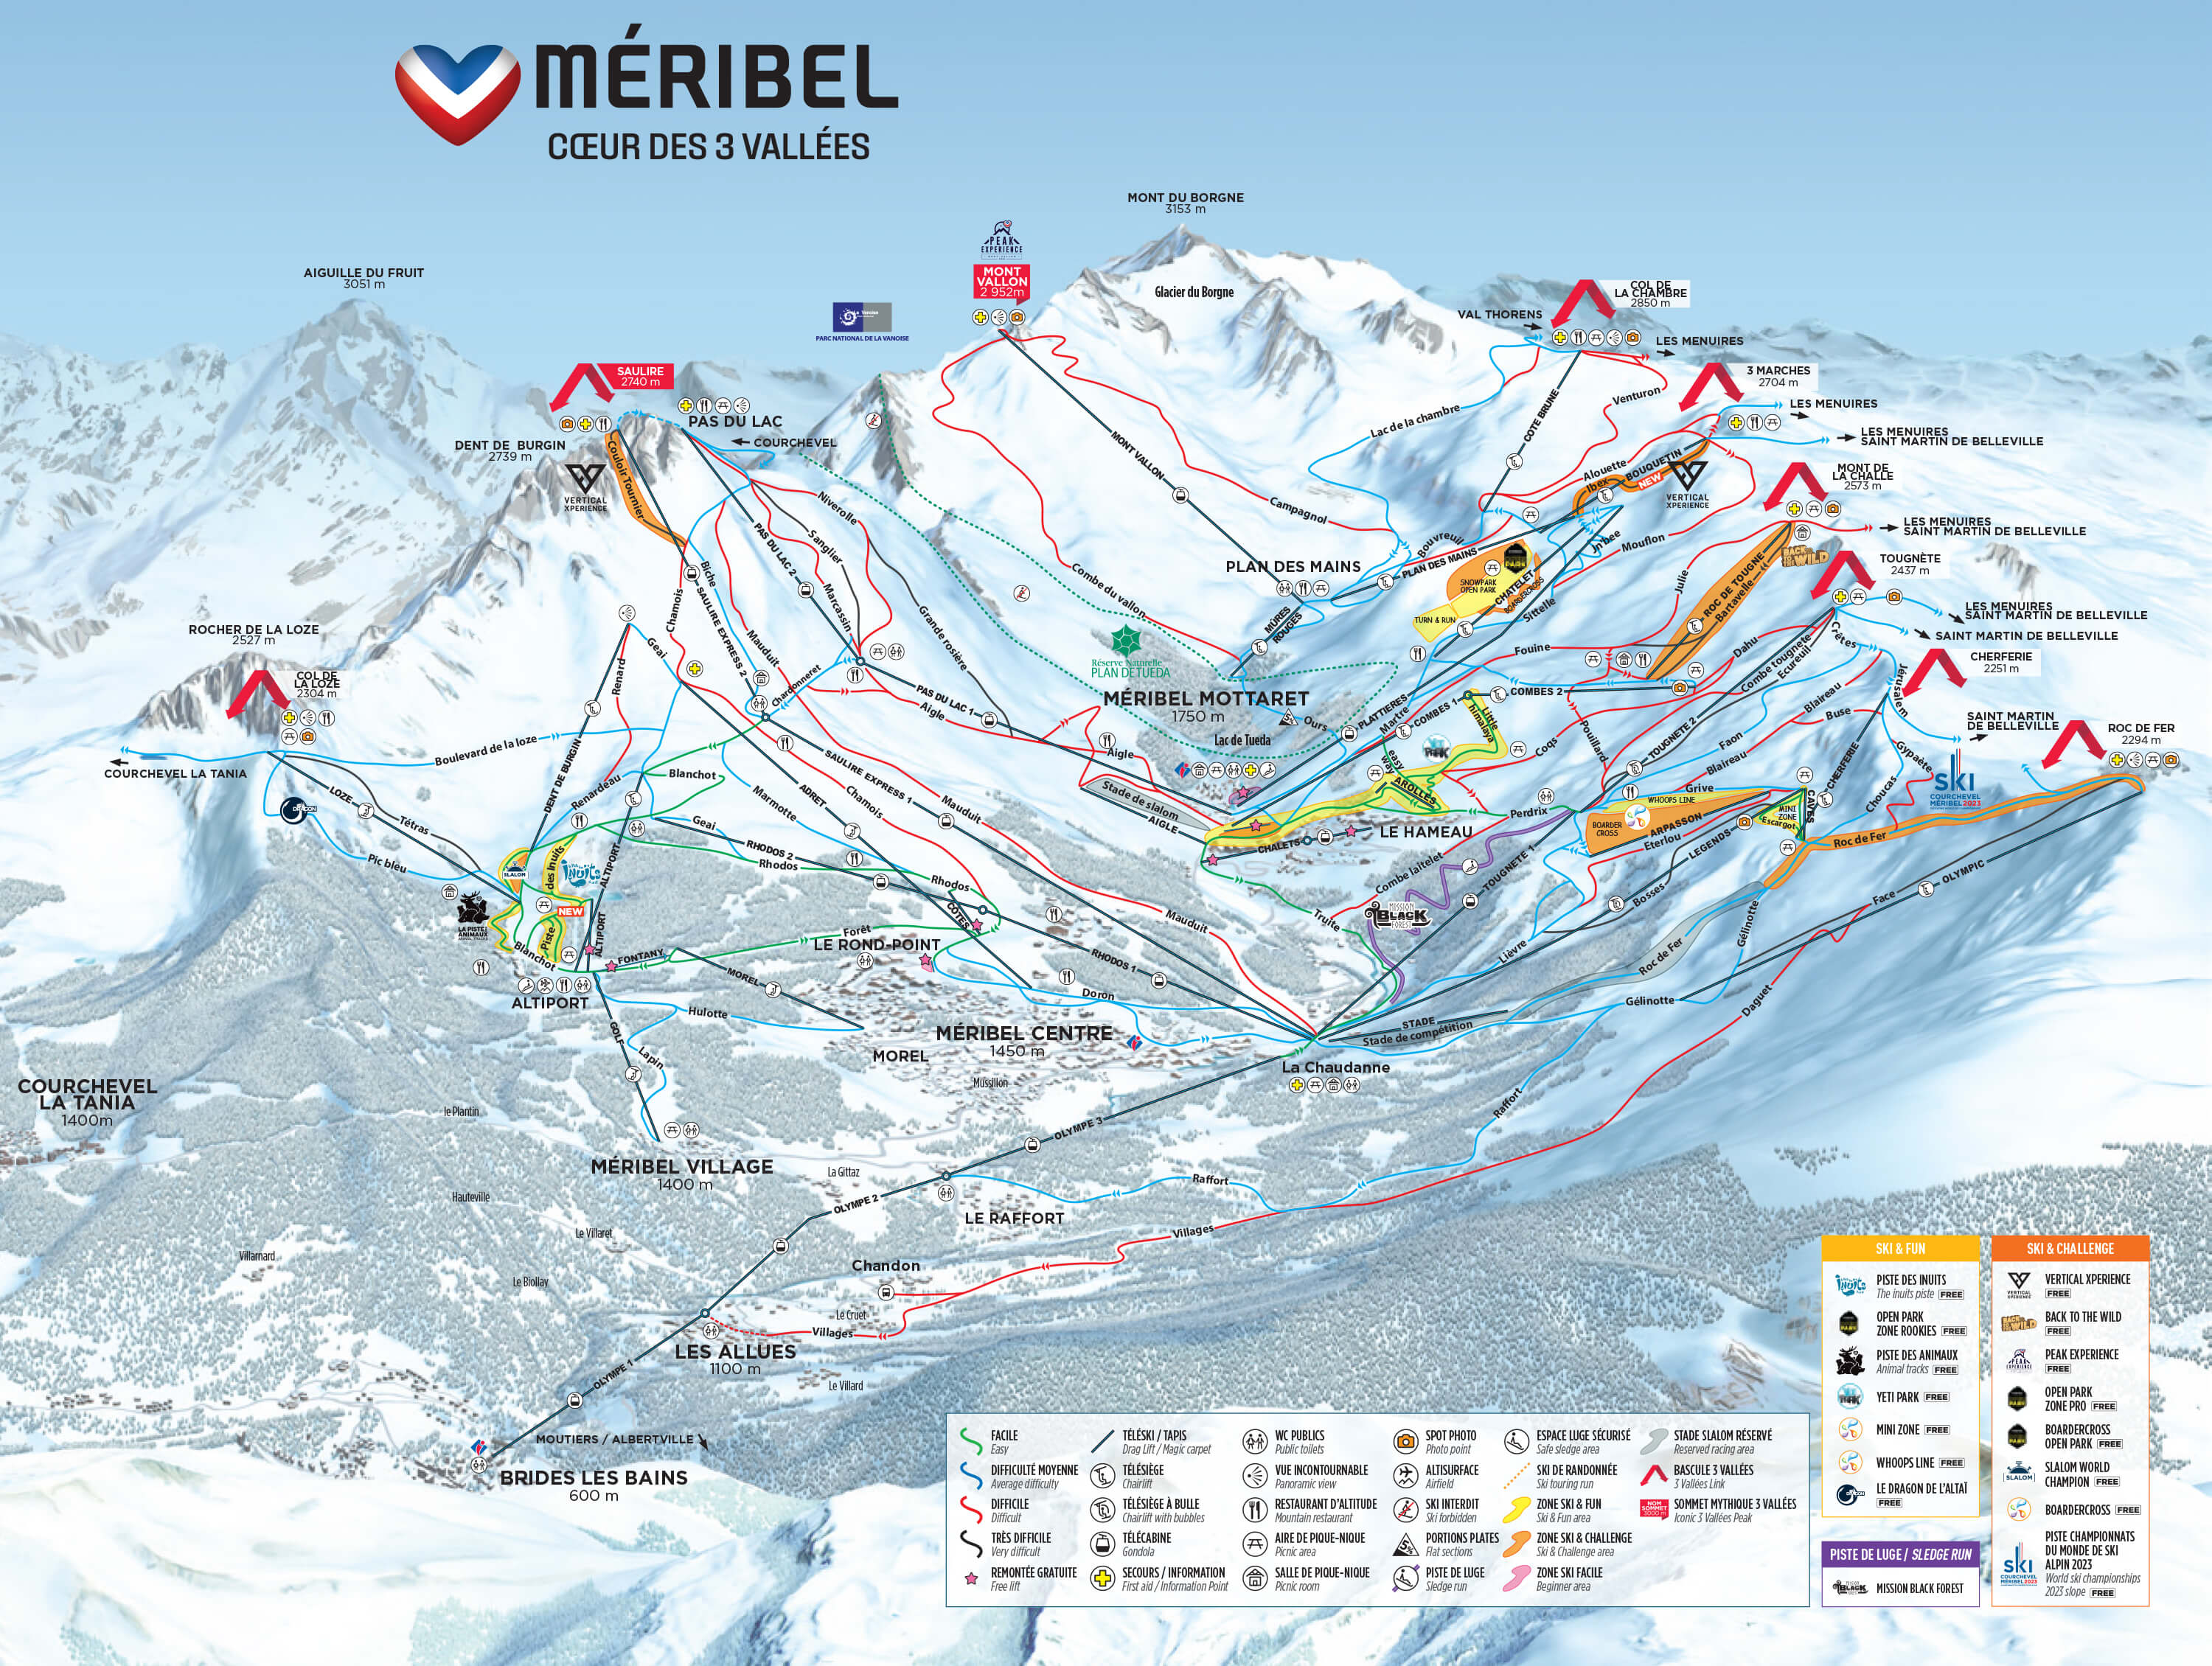 MÉRIBEL
CŒUR DES 3 VALLÉES
MONT DU BORGNE
3153 m
PEAK
EXPERIENCE
MONT
VALLON
2 952m
Glacier du Borgne
AIGUILLE DU FRUIT
3051 m
PARC NATIONAL DE LA VANOISE
VAL THORENS
COL DE
LA CHAMBRE
2850 m
LES MENUIRES
3 MARCHES
2704 m
LES MENUIRES
LES MENUIRES
SAINT MARTIN DE BELLEVILLE
MONT DE
LA CHALLE
2573 m
LES MENUIRES
SAINT MARTIN DE BELLEVILLE
TOUGNÈTE
2437 m
LES MENUIRES
SAINT MARTIN DE BELLEVILLE
SAINT MARTIN DE BELLEVILLE
CHERFERIE
2251 m
SAINT MARTIN
DE BELLEVILLE
ROC DE FER
2294 m
SAULIRE
2740 m
PAS DU LAC
COURCHEVEL
DENT DE BURGIN
2739 m
VERTICAL
XPERIENCE
Couloir Tournier
ROCHER DE LA LOZE
2527 m
COL DE
LA LOZE
2304 m
COURCHEVEL LA TANIA
Boulevard de la loze
LOZE
Tétras
Pic bleu
DENT DE BURGIN
Renard
Geai
Chamois
Biche
SAULIRE EXPRESS 2
Mauduit
PAS DU LAC 2
Niverolle
Sanglier
Marcassin
Grande rosière
Chardonneret
PAS DU LAC 1
Aigle
Aigle
Stade de slalom
AIGLE
SAULIRE EXPRESS 1
Mauduit
Chamois
ADRET
Marmotte
Blanchot
Renardeau
Geai
RHODOS 2
Rhodos
Rhodos
COTES
Mauduit
RHODOS 1
Doron
Forêt
LE ROND-POINT
FONTANY
MOREL
Hulotte
ALTIPORT
ALTIPORT
ALTIPORT
SLALOM
des Inuits
INUITS
NEW
Piste
Blanchot
LA PISTE
ANIMAUX
GOLF
Lapin
MÉRIBEL CENTRE
1450 m
MOREL
Mussillon
La Chaudanne
MONT VALLON
Campagnol
Combe du vallon
PLAN DES MAINS
MÛRES
ROUGES
Réserve Naturelle
PLAN DE TUEDA
MÉRIBEL MOTTARET
1750 m
Lac de Tueda
Ours
PLATTIERES
Martre
COMBES 1
COMBES 2
Little
himalaya
easy
way
AROLLES
CHALETS
LE HAMEAU
Truite
Perdrix
Combe laitelet
MISSION
BLACK
FOREST
TOUGNETE 1
Lac de la chambre
COTE BRUNE
Venturon
Alouette
Ibex
BOUQUETIN
NEW
VERTICAL
XPERIENCE
Bouvreuil
PLAN DES MAINS
SNOWPARK
OPEN PARK
CHATELET
BOARDERCROSS
TURN & RUN
Sittelle
Mouflon
Julie
ROC DE TOUGNE
Bartavelle
BACK TO THE WILD
Fouine
Dahu
Combe tougnete
Ecureuil
Crêtes
Jérusalem
Coqs
Pouillard
TOUGNETE 2
Faon
Blaireau
Blaireau
Buse
CHERFERIE
Gypaète
Choucas
Grive
WHOOPS LINE
BOARDER
CROSS
ARPASSON
Eterlou
LEGENDS
MINI
ZONE
Escargot
CAVES
SKI
COURCHEVEL
MÉRIBEL 2023
Roc de Fer
Bosses
Lièvre
Roc de Fer
Gélinotte
Gélinotte
Face
OLYMPIC
STADE
Stade de compétition
Daguet
Raffort
COURCHEVEL
LA TANIA
1400m
le Plantin
MÉRIBEL VILLAGE
1400 m
La Gittaz
OLYMPE 3
OLYMPE 2
Raffort
LE RAFFORT
Villages
Hauteville
Le Villaret
Villarnard
Le Biollay
Chandon
Le Cruet
Villages
LES ALLUES
1100 m
Le Villard
OLYMPE 1
MOUTIERS / ALBERTVILLE
BRIDES LES BAINS
600 m
FACILE
Easy
DIFFICULTÉ MOYENNE
Average difficulty
DIFFICILE
Difficult
TRÈS DIFFICILE
Very difficult
REMONTÉE GRATUITE
Free lift
TÉLÉSKI / TAPIS
Drag Lift / Magic carpet
TÉLÉSIÈGE
Chairlift
TÉLÉSIÈGE À BULLE
Chairlift with bubbles
TÉLÉCABINE
Gondola
SECOURS / INFORMATION
First aid / Information Point
WC PUBLICS
Public toilets
VUE INCONTOURNABLE
Panoramic view
RESTAURANT D'ALTITUDE
Mountain restaurant
AIRE DE PIQUE-NIQUE
Picnic area
SALLE DE PIQUE-NIQUE
Picnic room
SPOT PHOTO
Photo point
ALTISURFACE
Airfield
SKI INTERDIT
Ski forbidden
PORTIONS PLATES
Flat sections
PISTE DE LUGE
Sledge run
ESPACE LUGE SÉCURISÉ
Safe sledge area
SKI DE RANDONNÉE
Ski touring run
ZONE SKI & FUN
Ski & Fun area
ZONE SKI & CHALLENGE
Ski & Challenge area
ZONE SKI FACILE
Beginner area
STADE SLALOM RÉSERVÉ
Reserved racing area
BASCULE 3 VALLÉES
3 Vallées Link
NOM
SOMMET
3000 m
SOMMET MYTHIQUE 3 VALLÉES
Iconic 3 Vallées Peak
SKI & FUN
PISTE DES INUITS
The inuits piste FREE
OPEN PARK
ZONE ROOKIES FREE
PISTE DES ANIMAUX
Animal tracks FREE
YETI PARK FREE
MINI ZONE FREE
WHOOPS LINE FREE
LE DRAGON DE L'ALTAÏ
FREE
PISTE DE LUGE / SLEDGE RUN
MISSION BLACK FOREST
SKI & CHALLENGE
VERTICAL XPERIENCE
FREE
BACK TO THE WILD
FREE
PEAK EXPERIENCE
FREE
OPEN PARK
ZONE PRO FREE
BOARDERCROSS
OPEN PARK FREE
SLALOM WORLD
CHAMPION FREE
BOARDERCROSS FREE
PISTE CHAMPIONNATS
DU MONDE DE SKI
ALPIN 2023
World ski championships
2023 slope FREE